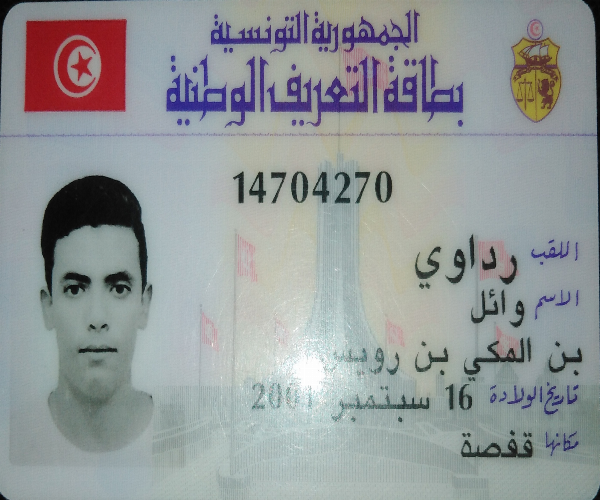 الجمهورية التونسية
بطاقة التعريف الوطنية
14704270
اللقب رداوي
الاسم وائل
بن المكي بن رويس
تاريخ الولادة 16 سبتمبر 2001
مكانها قفصة